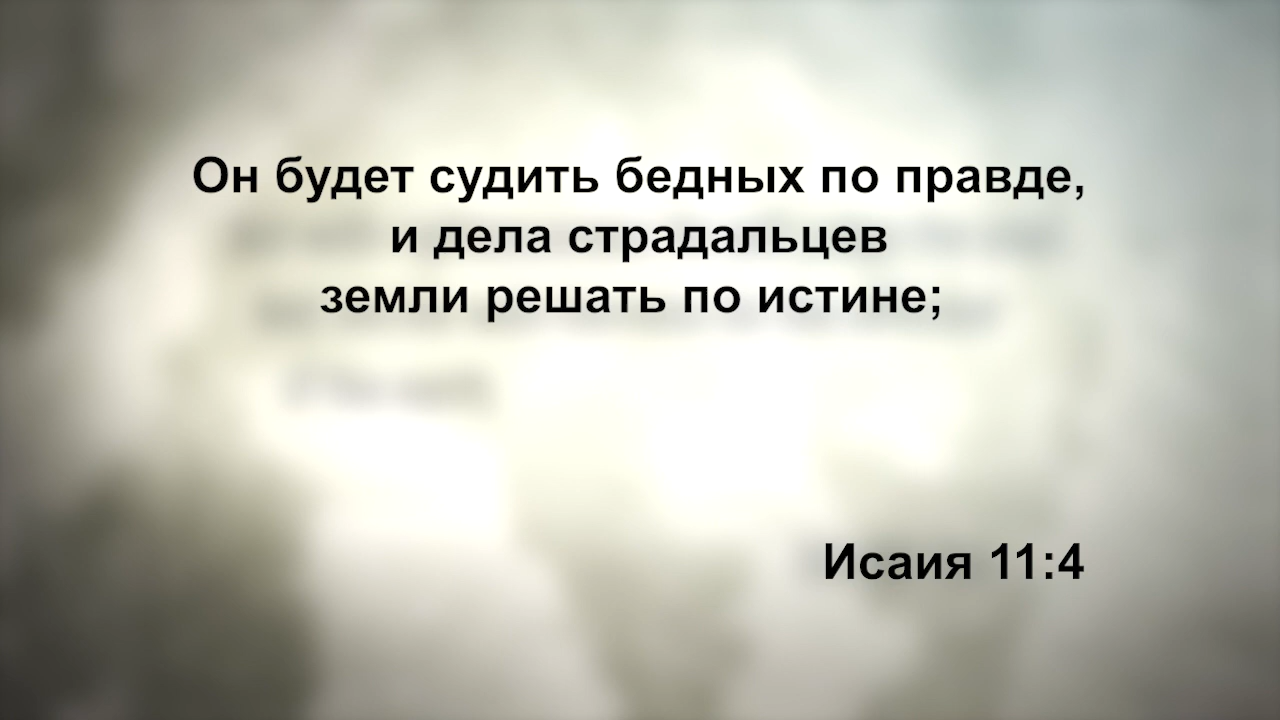 Он будет судить бедных по правде,
и дела страдальцев
земли решать по истине;
Исаия 11:4